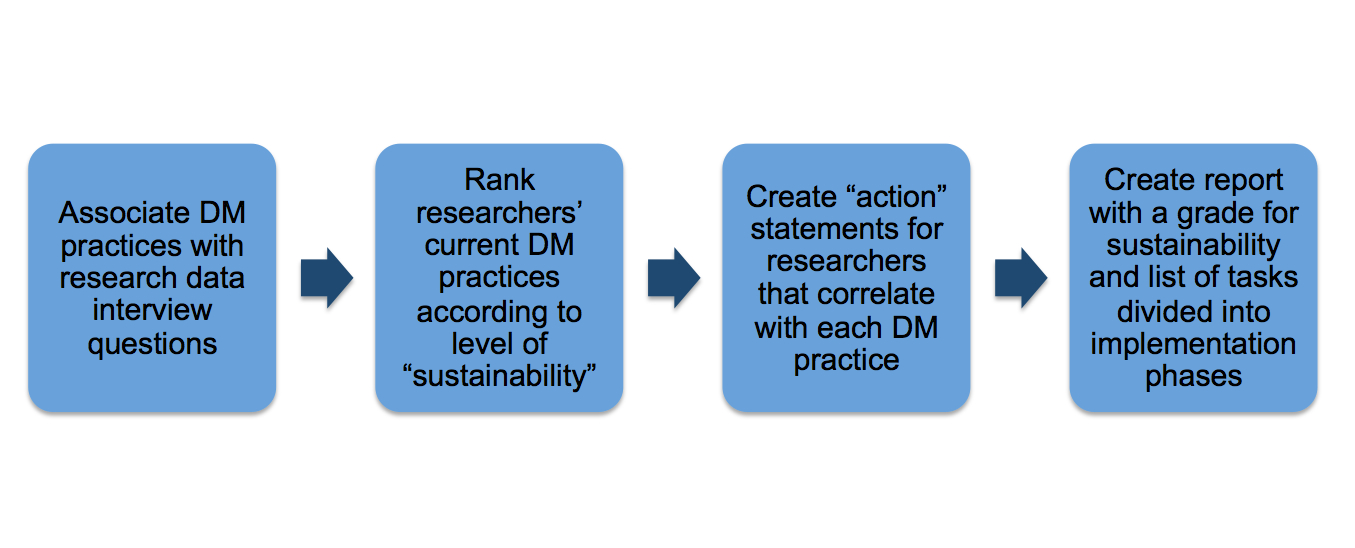 Associate DM
practices with
research data
interview
questions
Rank
researchers’
current DM
practices
according to
level of
“sustainability”
Create “action”
statements for
researchers
that correlate
with each DM
practice
Create report
with a grade for
sustainability
and list of tasks
divided into
implementation
phases